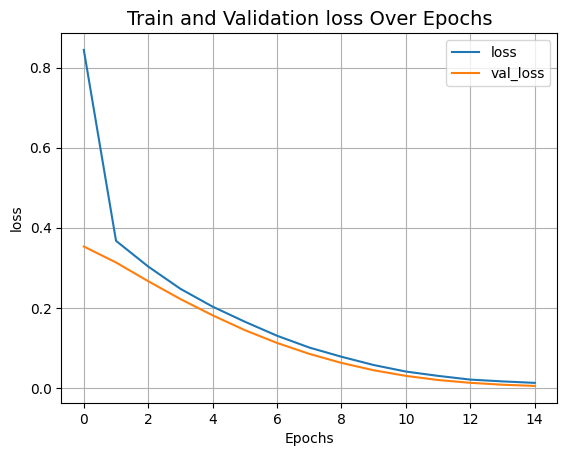 Train and Validation loss Over Epochs
loss
val_loss
0.8
0.6
0.4
0.2
0.0
loss
0 2 4 6 8 10 12 14
Epochs